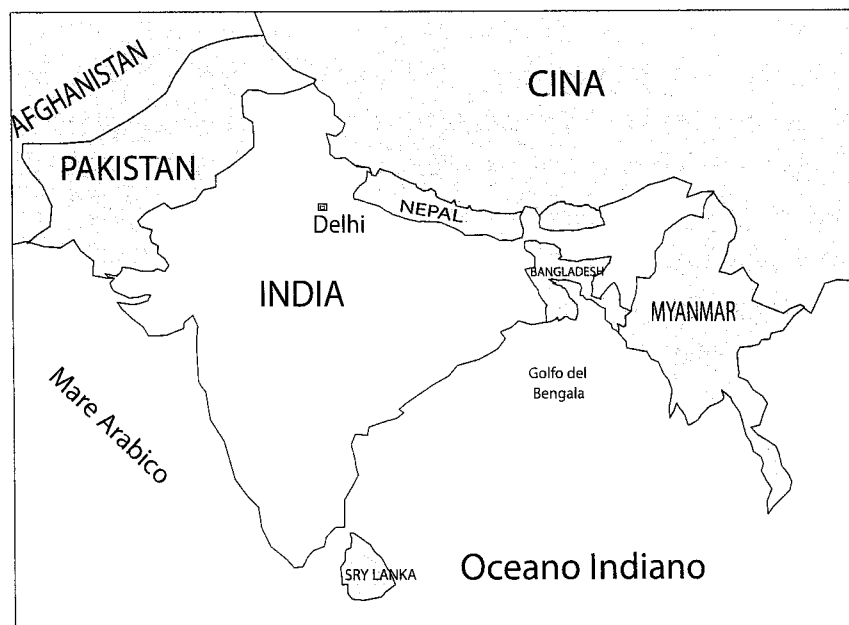 AFGHANISTAN
CINA
PAKISTAN
NEPAL
Delhi
BANGLADESH
INDIA
MYANMAR
Golfo del
Bengala
Mare Arabico
SRY LANKA
Oceano Indiano